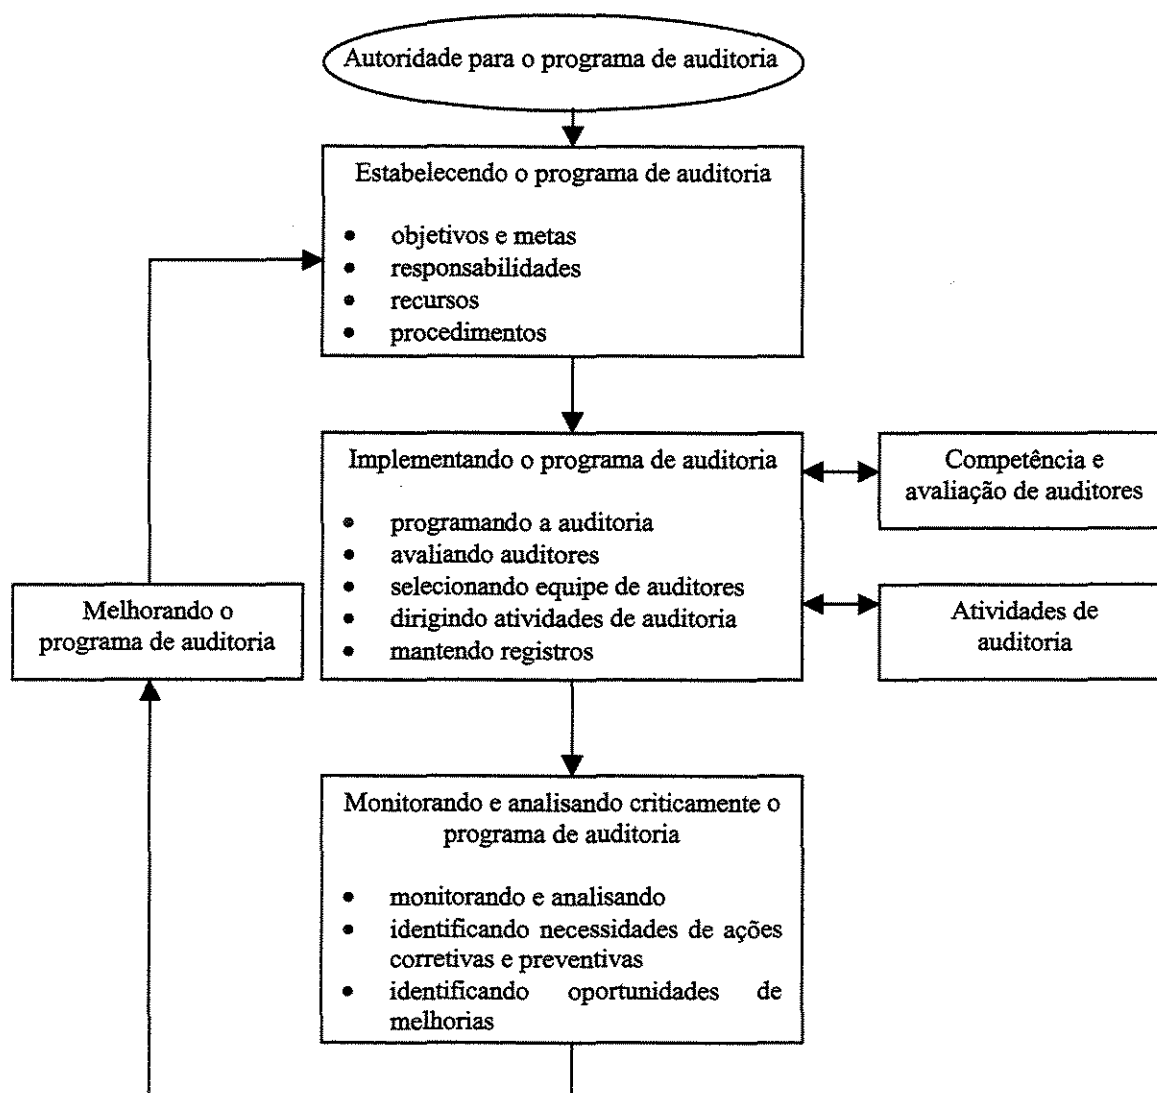 Autoridade para o programa de auditoria
Estabelecendo o programa de auditoria
• objetivos e metas
• responsabilidades
• recursos
• procedimentos
Implementando o programa de auditoria
• programando a auditoria
• avaliando auditores
• selecionando equipe de auditores
• dirigindo atividades de auditoria
• mantendo registros
Competência e
avaliação de auditores
Atividades de
auditoria
Melhorando o
programa de auditoria
Monitorando e analisando criticamente o
programa de auditoria
• monitorando e analisando
• identificando necessidades de ações
corretivas e preventivas
• identificando oportunidades de
melhorias